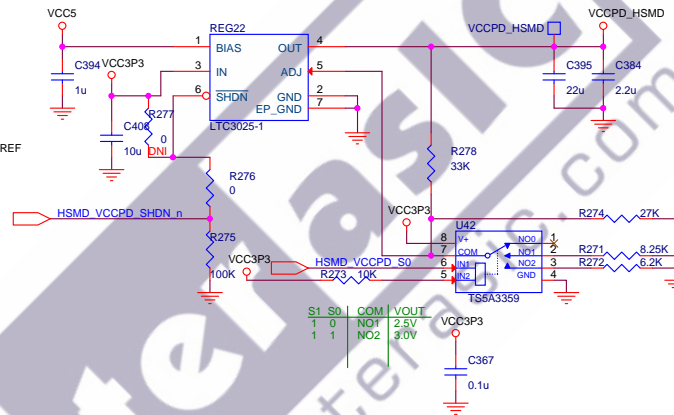 VCC5
REG22
VCCPD_HSMD
VCCPD_HSMD
1 BIAS OUT 4
C394
1u
VCC3P3
3 IN ADJ 5
6 SHDN GND 2
EP_GND 7
LTC3025-1
C395
22u
C384
2.2u
R277
0
DNI
C408
10u
REF
R276
0
R278
33K
HSMD_VCCPD_SHDN_n
VCC3P3
U42
R274 27K
8 V+ NO0 1
7 COM NO1 2
6 IN1 NO2 3
5 IN2 GND 4
TS5A3359
R271 8.25K
R272 6.2K
R275
100K
VCC3P3
HSMD_VCCPD_S0
R273 10K
S1 S0 COM VOUT
1 0 NO1 2.5V
1 1 NO2 3.0V
VCC3P3
C367
0.1u
terasic
terasic.com